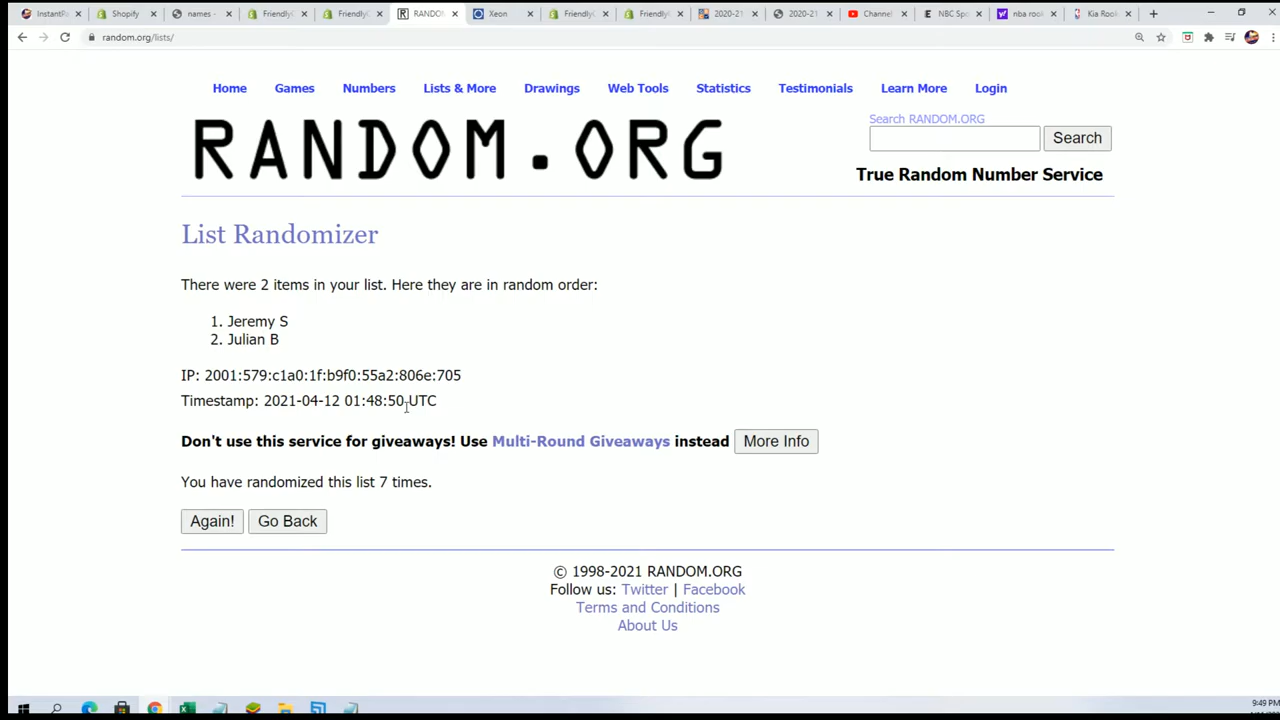 InstantR Shopify names - FriendlyC FriendlyC RANDOM Xeon FriendlyC FriendlyC 2020-21 2020-21 Channel NBC Spo nba rook Kia Rook
random.org/lists/
Home Games Numbers Lists & More Drawings Web Tools Statistics Testimonials Learn More Login
RANDOM.ORG
Search RANDOM.ORG
Search
True Random Number Service
List Randomizer
There were 2 items in your list. Here they are in random order:
1. Jeremy S
2. Julian B
IP: 2001:579:c1a0:1f:b9f0:55a2:806e:705
Timestamp: 2021-04-12 01:48:50 UTC
Don't use this service for giveaways! Use Multi-Round Giveaways instead More Info
You have randomized this list 7 times.
Again! Go Back
© 1998-2021 RANDOM.ORG
Follow us: Twitter | Facebook
Terms and Conditions
About Us
9:49 PM